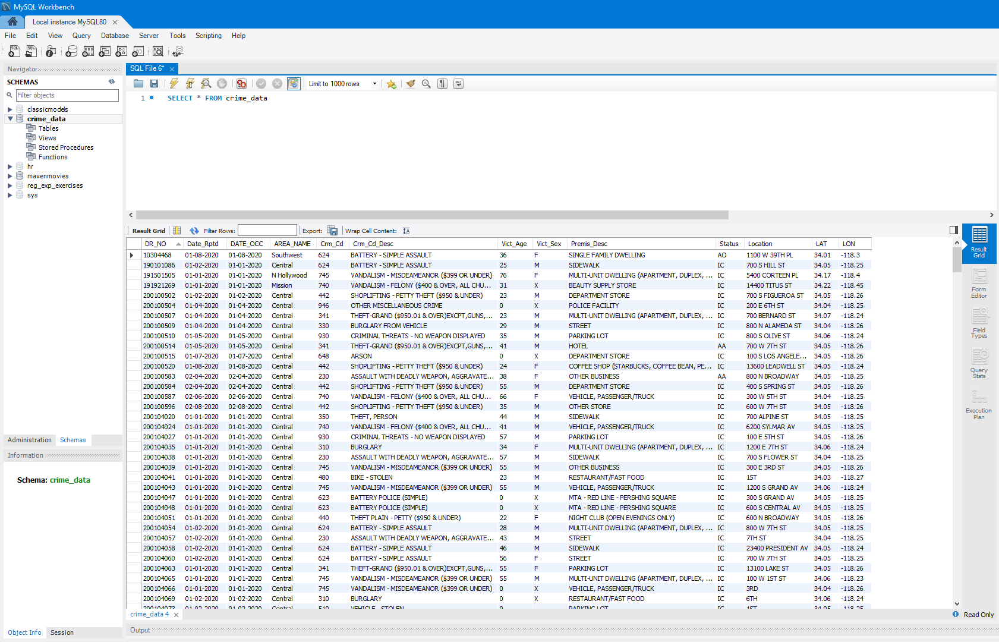 MySQL Workbench
Local instance MySQL80
File Edit View Query Database Server Tools Scripting Help
Navigator
SCHEMAS
Filter objects
classicmodels
crime_data
Tables
Views
Stored Procedures
Functions
hr
mavenmovies
reg_exp_exercises
sys
Administration Schemas
Information
Schema: crime_data
Object Info Session
SQL File 6*
Limit to 1000 rows
1 SELECT * FROM crime_data
Result Grid Filter Rows: Export: Wrap Cell Content:
DR_NO Date_Rptd DATE_OCC AREA_NAME Crm_Cd Crm_Cd_Desc Vict_Age Vict_Sex Premis_Desc Status Location LAT LON
10304468 01-08-2020 01-08-2020 Southwest 624 BATTERY - SIMPLE ASSAULT 36 F SINGLE FAMILY DWELLING AO 1100 W 39TH PL 34.01 -118.3
190101086 01-02-2020 01-01-2020 Central 624 BATTERY - SIMPLE ASSAULT 25 M SIDEWALK IC 700 S HILL ST 34.05 -118.25
191501505 01-01-2020 01-01-2020 N Hollywood 745 VANDALISM - MISDEAMEANOR ($399 OR UNDER) 76 F MULTI-UNIT DWELLING (APARTMENT, DUPLEX, ... IC 5400 CORTEEN PL 34.17 -118.4
191921269 01-01-2020 01-01-2020 Mission 740 VANDALISM - FELONY ($400 & OVER, ALL CHU... 31 X BEAUTY SUPPLY STORE IC 14400 TITUS ST 34.22 -118.45
200100502 01-02-2020 01-02-2020 Central 442 SHOPLIFTING - PETTY THEFT ($950 & UNDER) 23 M DEPARTMENT STORE IC 700 S FIGUEROA ST 34.05 -118.26
200100504 01-04-2020 01-04-2020 Central 946 OTHER MISCELLANEOUS CRIME 0 X POLICE FACILITY IC 200 E 6TH ST 34.04 -118.25
200100507 01-04-2020 01-04-2020 Central 341 THEFT-GRAND ($950.01 & OVER)EXCPT,GUNS,... 23 M MULTI-UNIT DWELLING (APARTMENT, DUPLEX, ... IC 700 BERNARD ST 34.07 -118.24
200100509 01-04-2020 01-04-2020 Central 330 BURGLARY FROM VEHICLE 29 M STREET IC 800 N ALAMEDA ST 34.04 -118.26
200100510 01-05-2020 01-05-2020 Central 930 CRIMINAL THREATS - NO WEAPON DISPLAYED 35 M PARKING LOT IC 800 S OLIVE ST 34.06 -118.24
200100514 01-05-2020 01-05-2020 Central 341 THEFT-GRAND ($950.01 & OVER)EXCPT,GUNS,... 41 M HOTEL AA 700 W 7TH ST 34.05 -118.26
200100515 01-07-2020 01-07-2020 Central 648 ARSON 0 X DEPARTMENT STORE IC 100 S LOS ANGELE... 34.05 -118.26
200100520 01-08-2020 01-08-2020 Central 442 SHOPLIFTING - PETTY THEFT ($950 & UNDER) 24 F COFFEE SHOP (STARBUCKS, COFFEE BEAN, PE... IC 13600 LEADWELL ST 34.05 -118.24
200100583 02-04-2020 02-04-2020 Central 230 ASSAULT WITH DEADLY WEAPON, AGGRAVATE... 38 F OTHER BUSINESS AA 800 N BROADWAY 34.05 -118.25
200100584 02-04-2020 02-04-2020 Central 442 SHOPLIFTING - PETTY THEFT ($950 & UNDER) 55 M DEPARTMENT STORE IC 400 S SPRING ST 34.05 -118.26
200100587 02-06-2020 02-06-2020 Central 740 VANDALISM - FELONY ($400 & OVER, ALL CHU... 66 F VEHICLE, PASSENGER/TRUCK IC 300 W 5TH ST 34.04 -118.25
200100596 02-08-2020 02-08-2020 Central 442 SHOPLIFTING - PETTY THEFT ($950 & UNDER) 35 M OTHER STORE IC 600 W 7TH ST 34.05 -118.26
200104020 01-01-2020 01-01-2020 Central 350 THEFT, PERSON 44 M SIDEWALK IC 700 ALPINE ST 34.05 -118.25
200104024 01-01-2020 01-01-2020 Central 740 VANDALISM - FELONY ($400 & OVER, ALL CHU... 41 M VEHICLE, PASSENGER/TRUCK IC 6200 SYLMAR AV 34.05 -118.25
200104027 01-01-2020 01-01-2020 Central 930 CRIMINAL THREATS - NO WEAPON DISPLAYED 57 M PARKING LOT IC 100 E 5TH ST 34.05 -118.25
200104035 01-01-2020 01-01-2020 Central 310 BURGLARY 34 F MULTI-UNIT DWELLING (APARTMENT, DUPLEX, ... IC 1200 E 7TH ST 34.06 -118.24
200104038 01-01-2020 01-01-2020 Central 230 ASSAULT WITH DEADLY WEAPON, AGGRAVATE... 57 M SIDEWALK IC 700 S FLOWER ST 34.04 -118.25
200104039 01-01-2020 01-01-2020 Central 745 VANDALISM - MISDEAMEANOR ($399 OR UNDER) 55 M OTHER BUSINESS IC 300 E 3RD ST 34.05 -118.26
200104041 01-01-2020 01-01-2020 Central 480 BIKE - STOLEN 23 M RESTAURANT/FAST FOOD IC 1ST 34.03 -118.27
200104043 01-01-2020 01-01-2020 Central 745 VANDALISM - MISDEAMEANOR ($399 OR UNDER) 55 M VEHICLE, PASSENGER/TRUCK IC 1200 S GRAND AV 34.06 -118.24
200104047 01-01-2020 01-01-2020 Central 623 BATTERY POLICE (SIMPLE) 0 X MTA - RED LINE - PERSHING SQUARE IC 300 S GRAND AV 34.05 -118.25
200104048 01-01-2020 01-01-2020 Central 623 BATTERY POLICE (SIMPLE) 0 X MTA - RED LINE - PERSHING SQUARE IC 600 S CENTRAL AV 34.05 -118.25
200104051 01-01-2020 01-01-2020 Central 440 THEFT PLAIN - PETTY ($950 & UNDER) 22 F NIGHT CLUB (OPEN EVENINGS ONLY) IC 600 N BROADWAY 34.05 -118.26
200104054 01-02-2020 01-01-2020 Central 624 BATTERY - SIMPLE ASSAULT 28 M MULTI-UNIT DWELLING (APARTMENT, DUPLEX, ... IC 800 W 7TH ST 34.05 -118.25
200104057 01-02-2020 01-01-2020 Central 230 ASSAULT WITH DEADLY WEAPON, AGGRAVATE... 43 M STREET IC 7TH ST 34.04 -118.25
200104058 01-02-2020 01-01-2020 Central 624 BATTERY - SIMPLE ASSAULT 46 M SIDEWALK IC 23400 PRESIDENT AV 34.05 -118.24
200104060 01-02-2020 01-01-2020 Central 624 BATTERY - SIMPLE ASSAULT 56 F STREET IC 700 W 7TH ST 34.05 -118.25
200104063 01-02-2020 01-01-2020 Central 341 THEFT-GRAND ($950.01 & OVER)EXCPT,GUNS,... 55 F PARKING LOT IC 13100 LAKE ST 34.05 -118.26
200104065 01-02-2020 01-01-2020 Central 745 VANDALISM - MISDEAMEANOR ($399 OR UNDER) 55 M MULTI-UNIT DWELLING (APARTMENT, DUPLEX, ... IC 100 W 1ST ST 34.06 -118.23
200104066 01-02-2020 01-01-2020 Central 745 VANDALISM - MISDEAMEANOR ($399 OR UNDER) 0 X VEHICLE, PASSENGER/TRUCK IC 3RD 34.04 -118.26
200104069 01-02-2020 01-02-2020 Central 310 BURGLARY 0 X RESTAURANT/FAST FOOD IC 6TH 34.06 -118.24
200104073 01-02-2020 01-02-2020 Central 510 VEHICLE - STOLEN 0 PARKING LOT IC 1ST 34.05 -118.25
Result Grid
Form Editor
Field Types
Query Stats
Execution Plan
crime_data 4
Read Only
Output